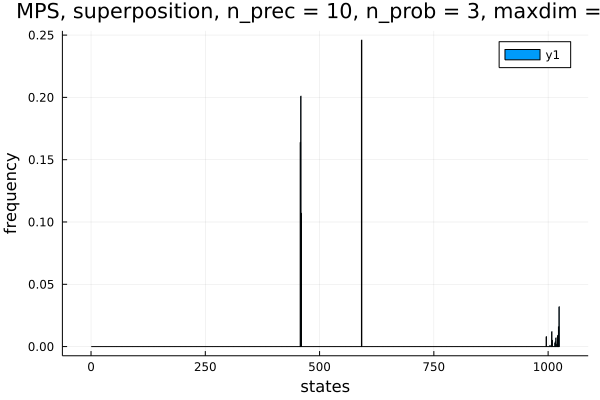 MPS, superposition, n_prec = 10, n_prob = 3, maxdim =
0.25
y1
0.20
0.15
frequency
0.10
0.05
0.00
0 250 500 750 1000
states